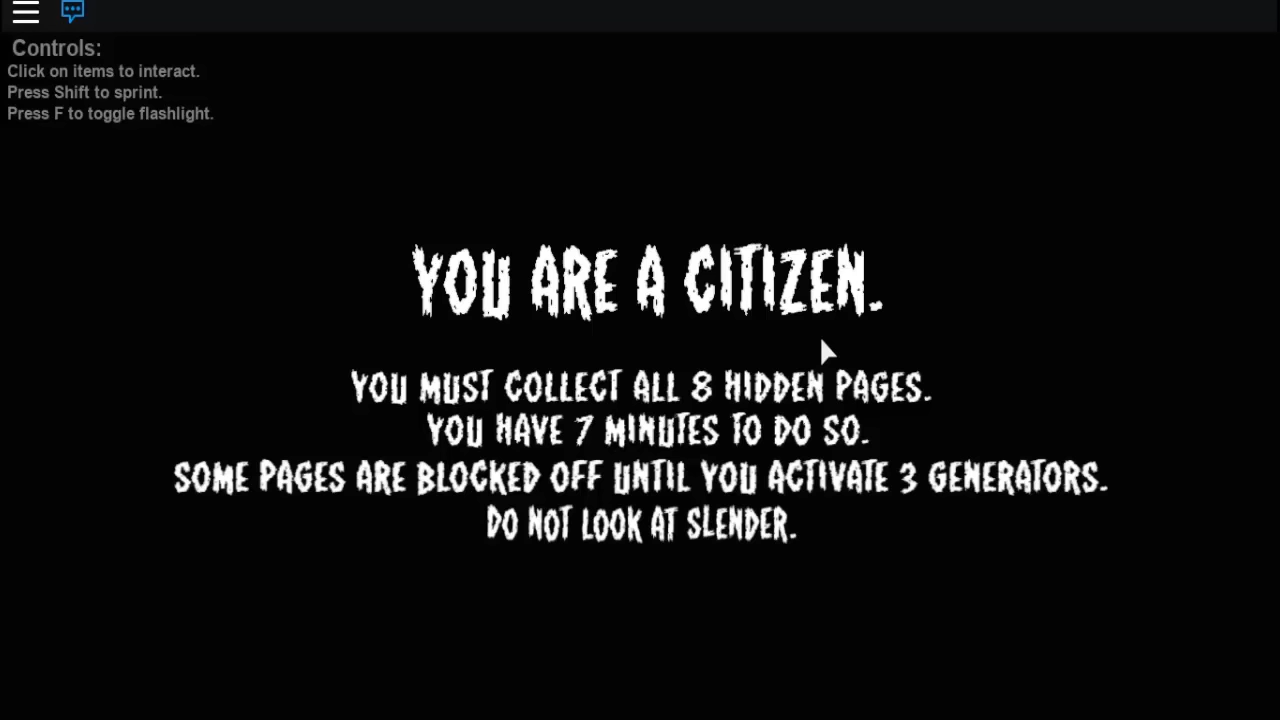 Controls:
Click on items to interact.
Press Shift to sprint.
Press F to toggle flashlight.
YOU ARE A CITIZEN.
YOU MUST COLLECT ALL 8 HIDDEN PAGES.
YOU HAVE 7 MINUTES TO DO SO.
SOME PAGES ARE BLOCKED OFF UNTIL YOU ACTIVATE 3 GENERATORS.
DO NOT LOOK AT SLENDER.